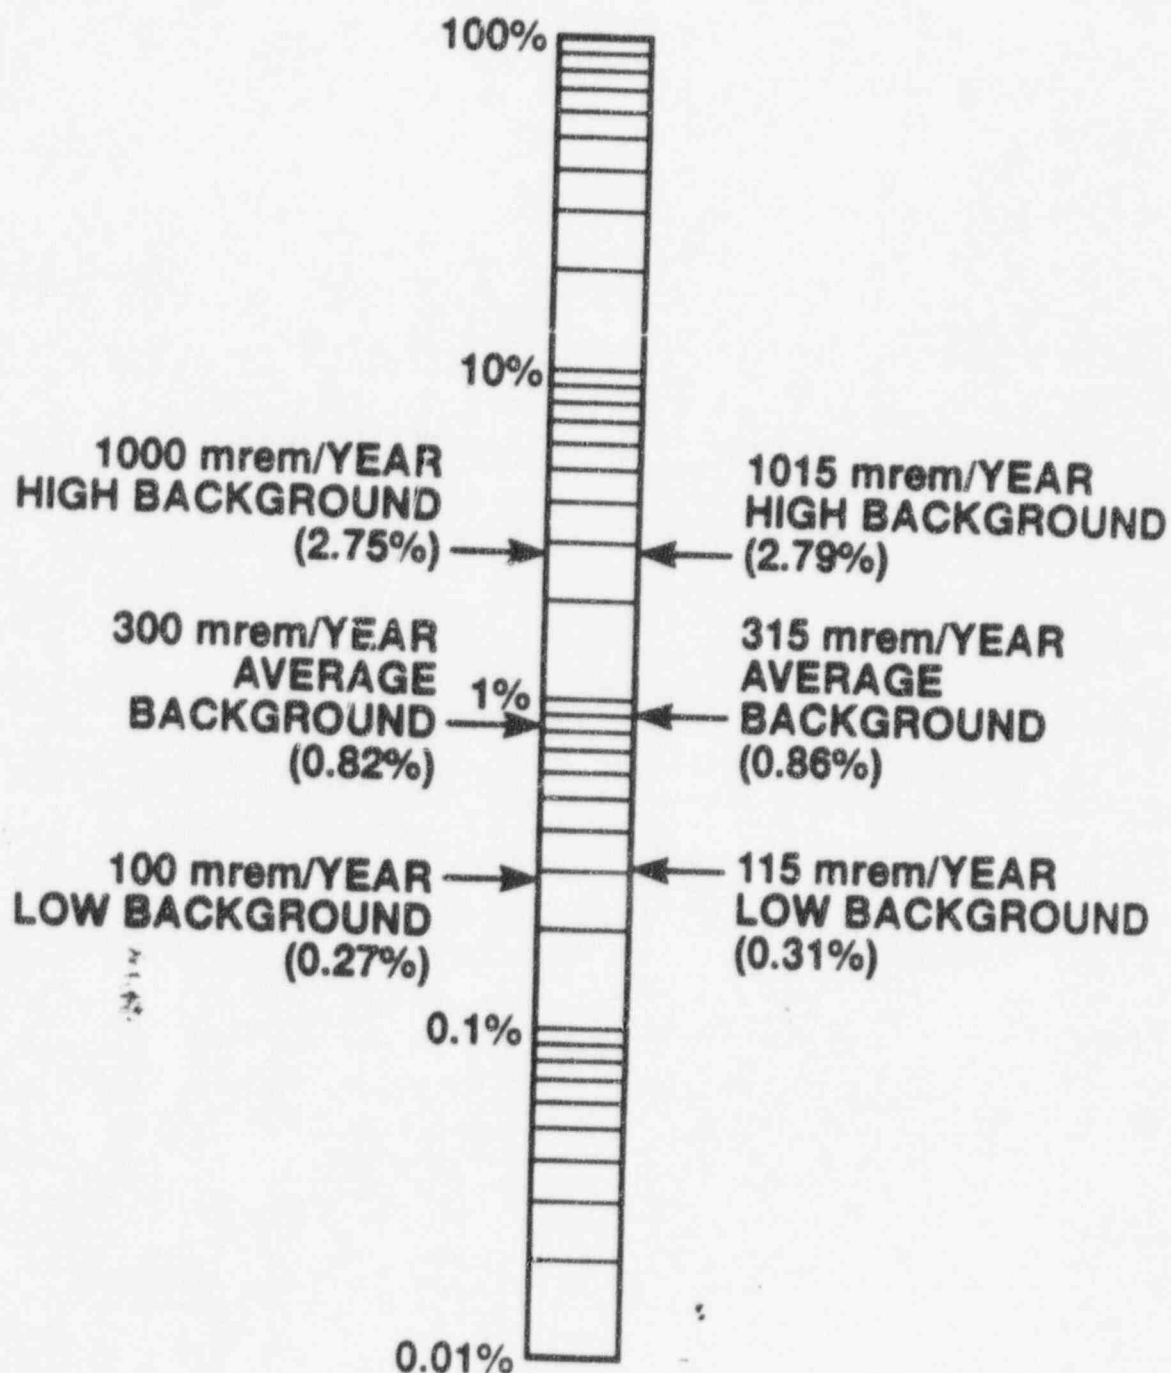 100%
10%
1000 mrem/YEAR
HIGH BACKGROUND
(2.75%)
1015 mrem/YEAR
HIGH BACKGROUND
(2.79%)
300 mrem/YEAR
AVERAGE
BACKGROUND
(0.82%)
1%
315 mrem/YEAR
AVERAGE
BACKGROUND
(0.86%)
100 mrem/YEAR
LOW BACKGROUND
(0.27%)
115 mrem/YEAR
LOW BACKGROUND
(0.31%)
0.1%
0.01%